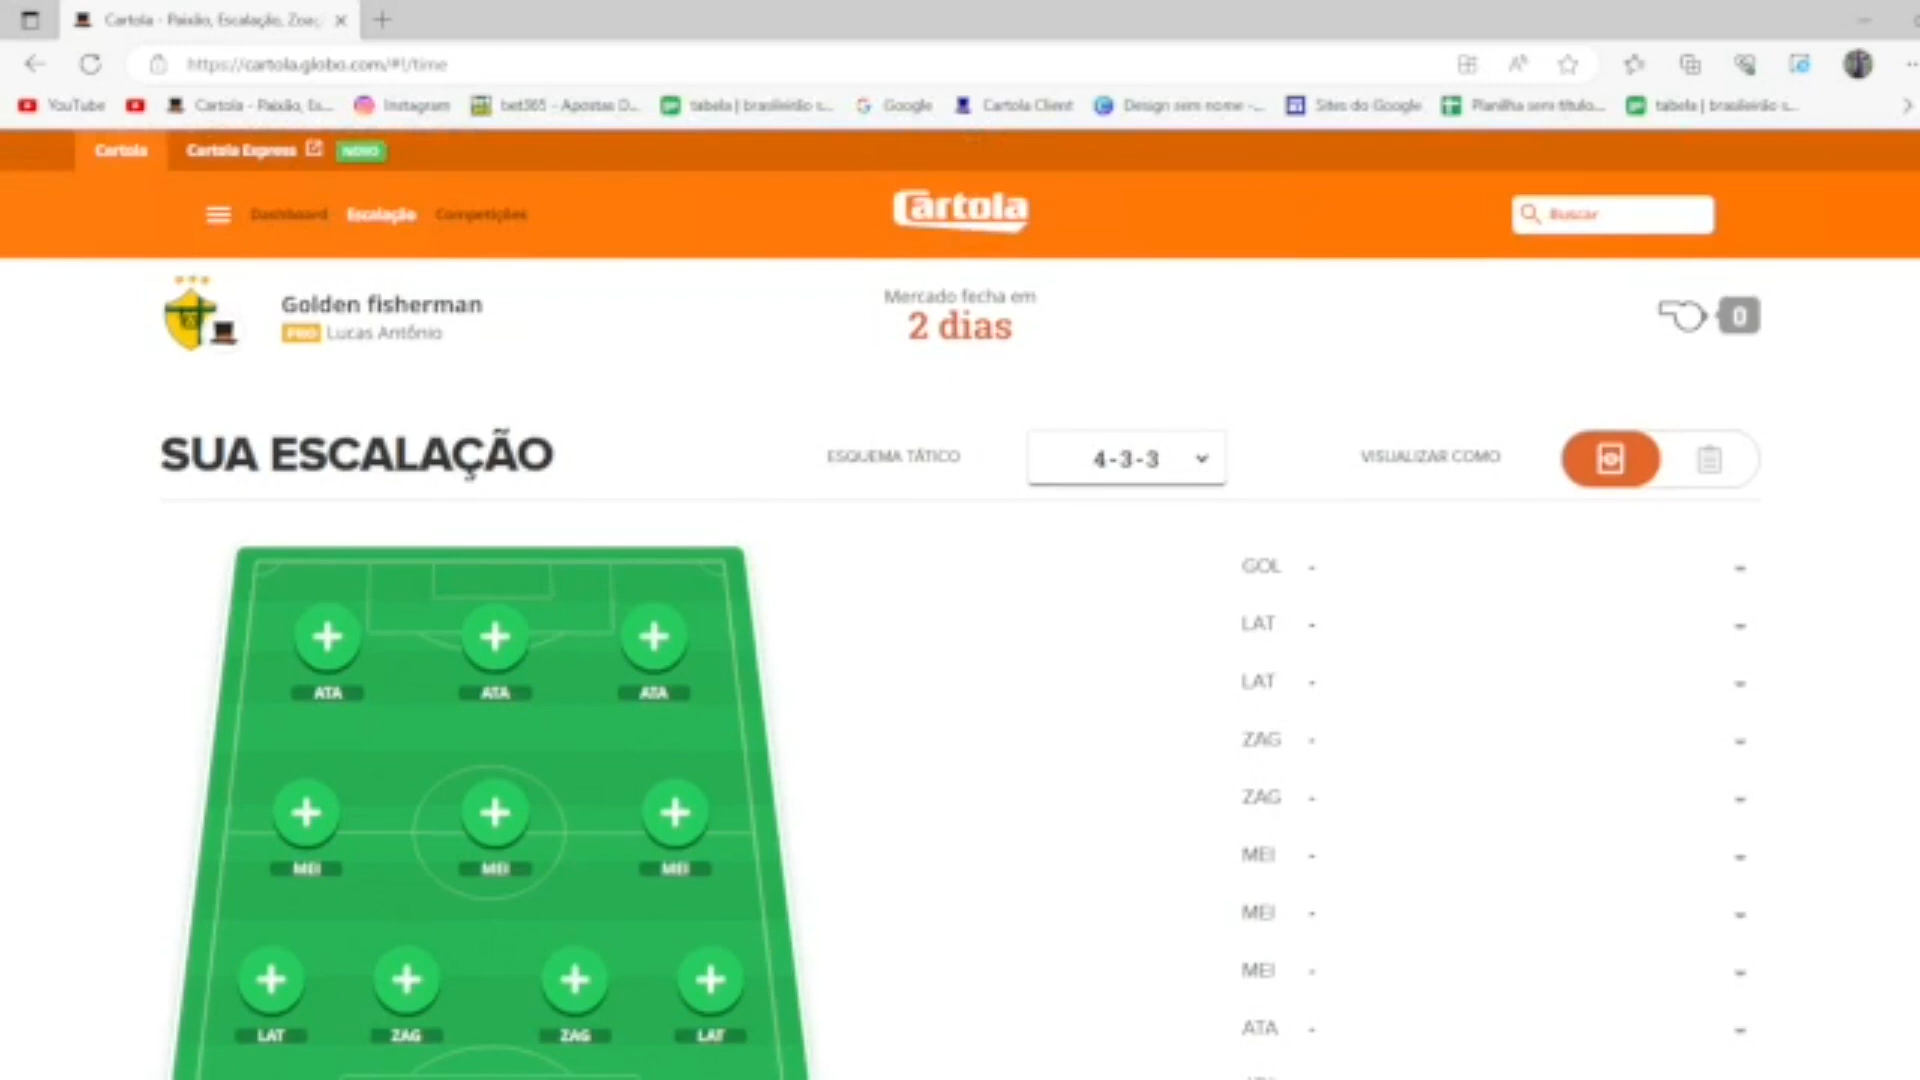 Cartola - Paixão, Escalação, Zoaç
https://cartola.globo.com/#!/time
YouTube
Cartola - Paixão, Es...
Instagram
bet365 - Apostas D...
tabela | brasileirão s...
Google
Cartola Client
Design sem nome -...
Sites do Google
Planilha sem título...
tabela | brasileirão s...
Cartola
Cartola Express
NOVO
Dashboard
Escalação
Competições
Cartola
Buscar
Golden fisherman
PRO Lucas Antônio
Mercado fecha em
2 dias
0
SUA ESCALAÇÃO
ESQUEMA TÁTICO
4-3-3
VISUALIZAR COMO
ATA ATA ATA
MEI MEI MEI
LAT ZAG ZAG LAT
GOL - -
LAT - -
LAT - -
ZAG - -
ZAG - -
MEI - -
MEI - -
MEI - -
ATA - -